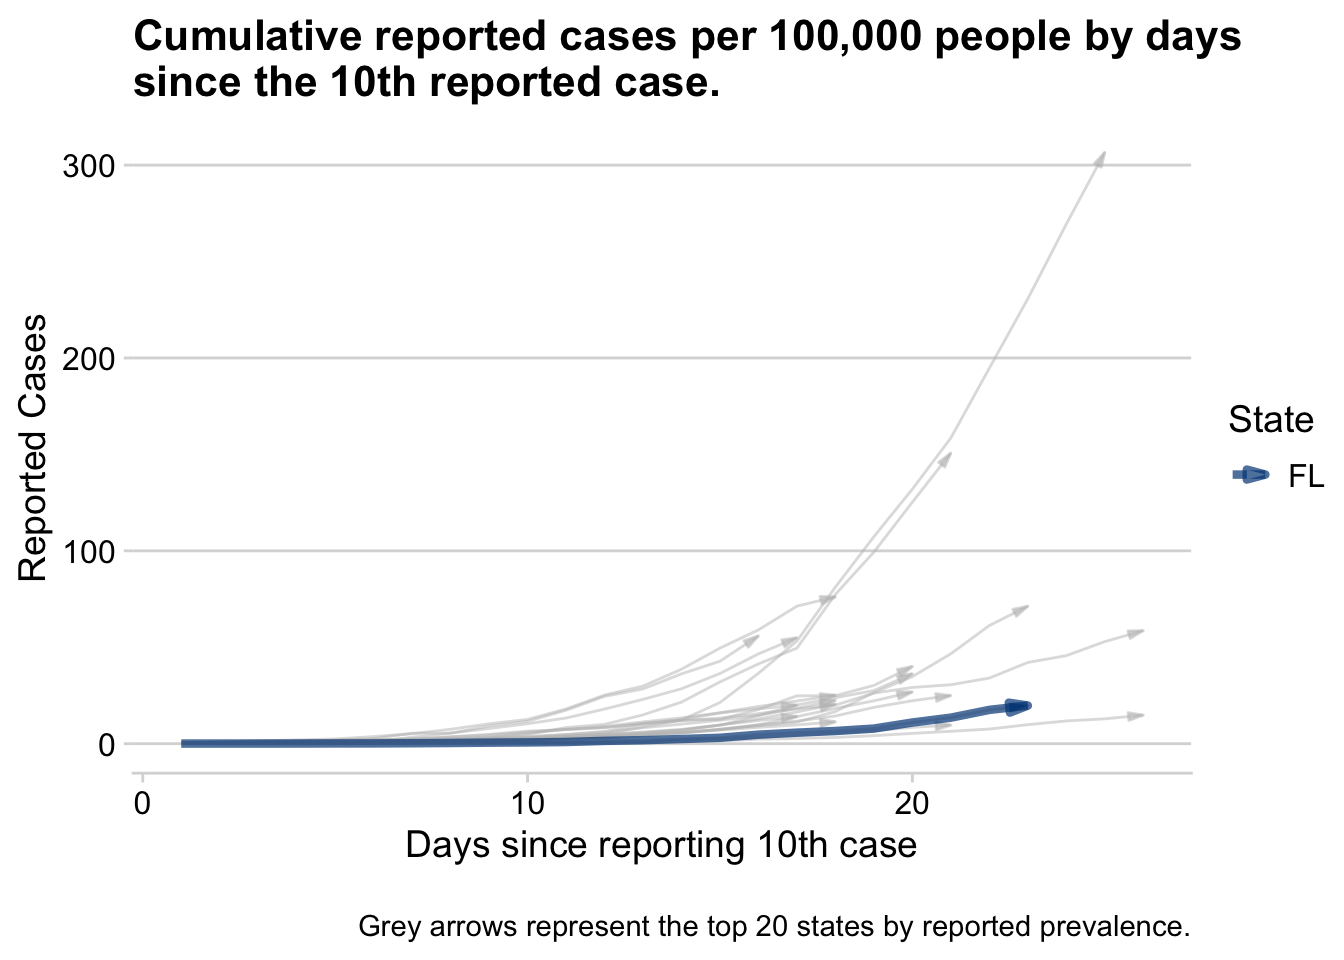 Cumulative reported cases per 100,000 people by days
since the 10th reported case.
300
200
100
0
Reported Cases
0
10
20
Days since reporting 10th case
State
FL
Grey arrows represent the top 20 states by reported prevalence.